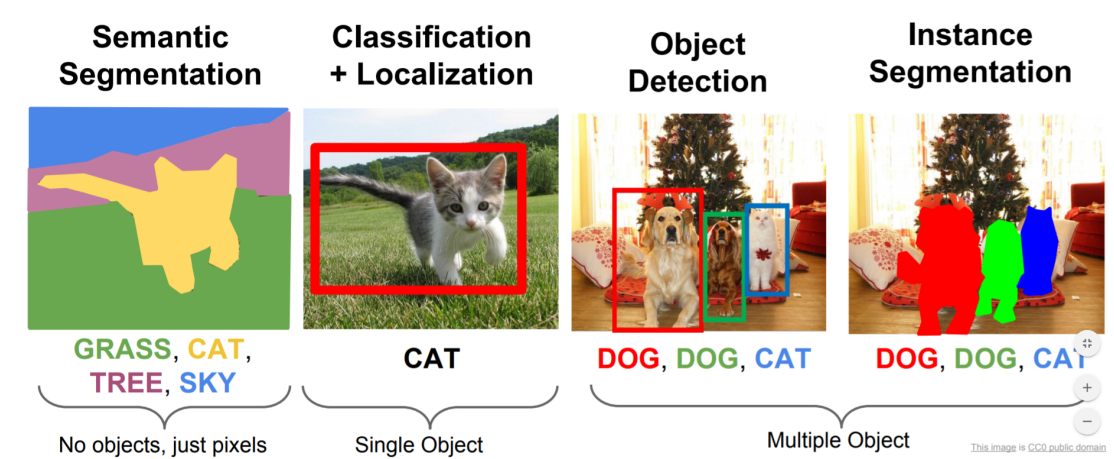 Semantic
Segmentation
Classification
+ Localization
Object
Detection
Instance
Segmentation
GRASS, CAT,
TREE, SKY
CAT
DOG, DOG, CAT
DOG, DOG, CAT
No objects, just pixels
Single Object
Multiple Object
This image is CC0 public domain